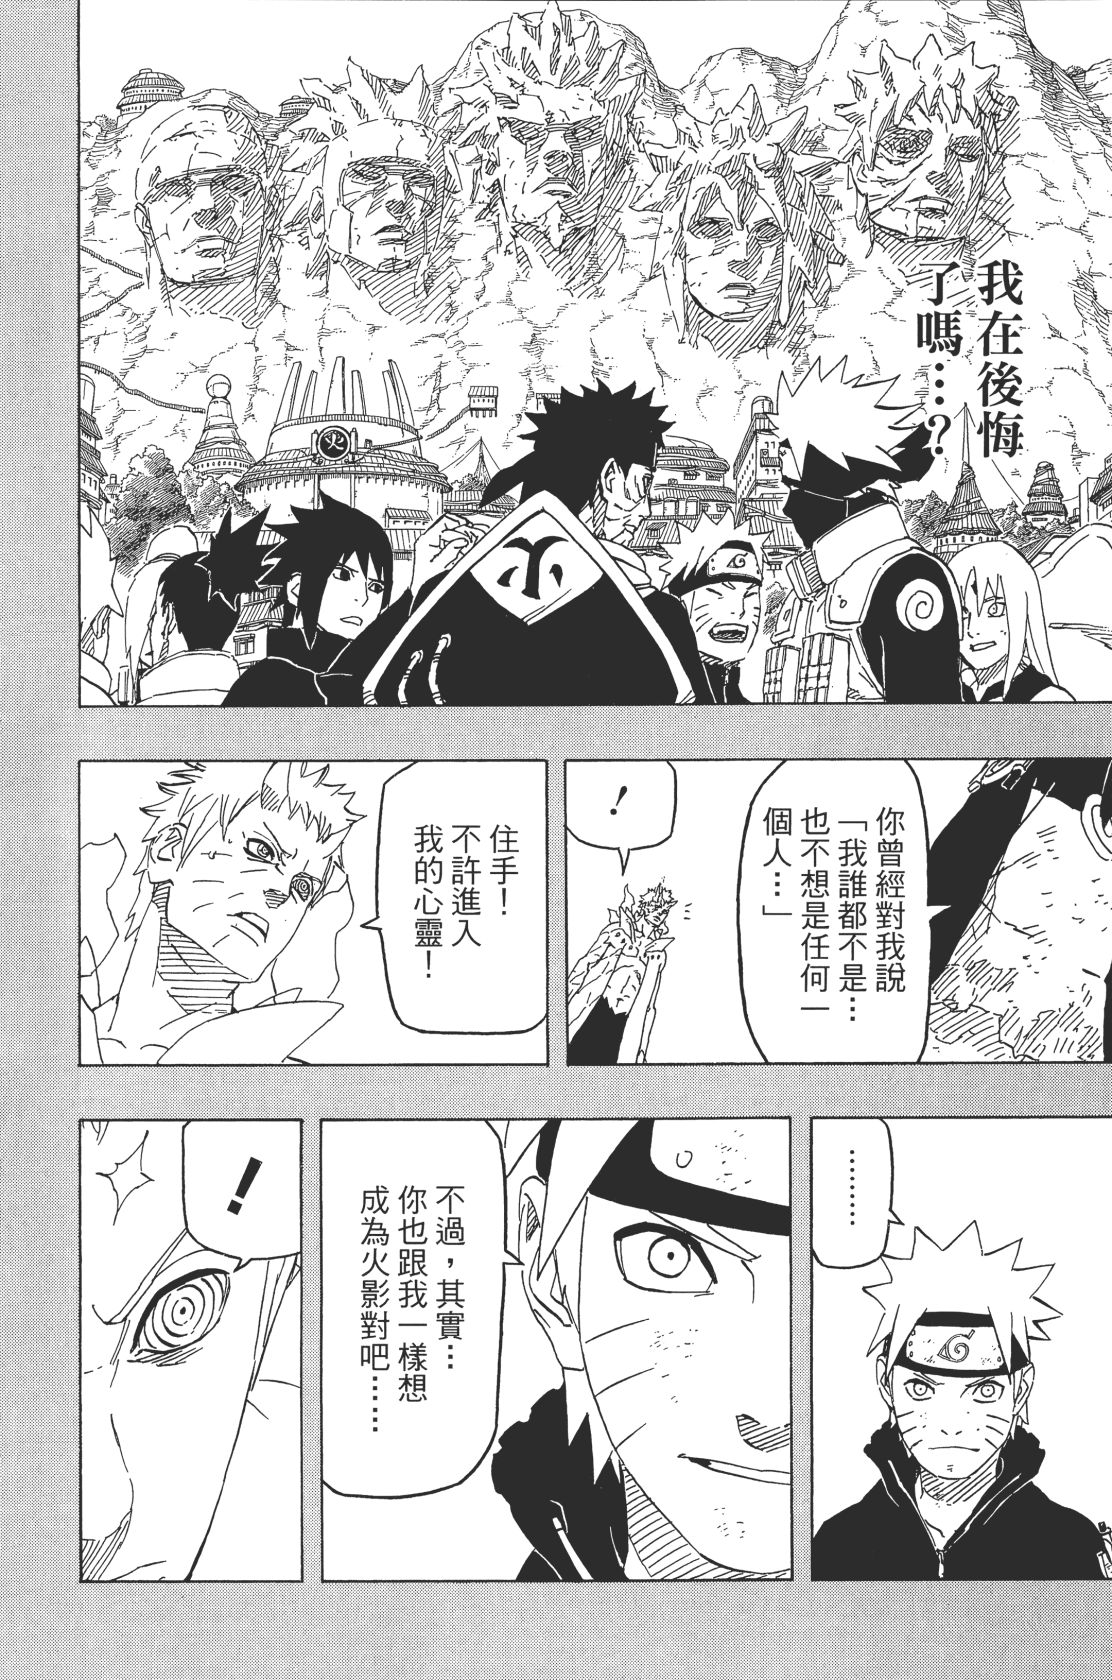 我在後悔
了嗎…?
火
你曾經對我說
「我誰都不是…
也不想是任何一
個人…」
！
住手！
不許進入
我的心靈！
………
不過，其實…
你也跟我一樣想
成為火影對吧……
！